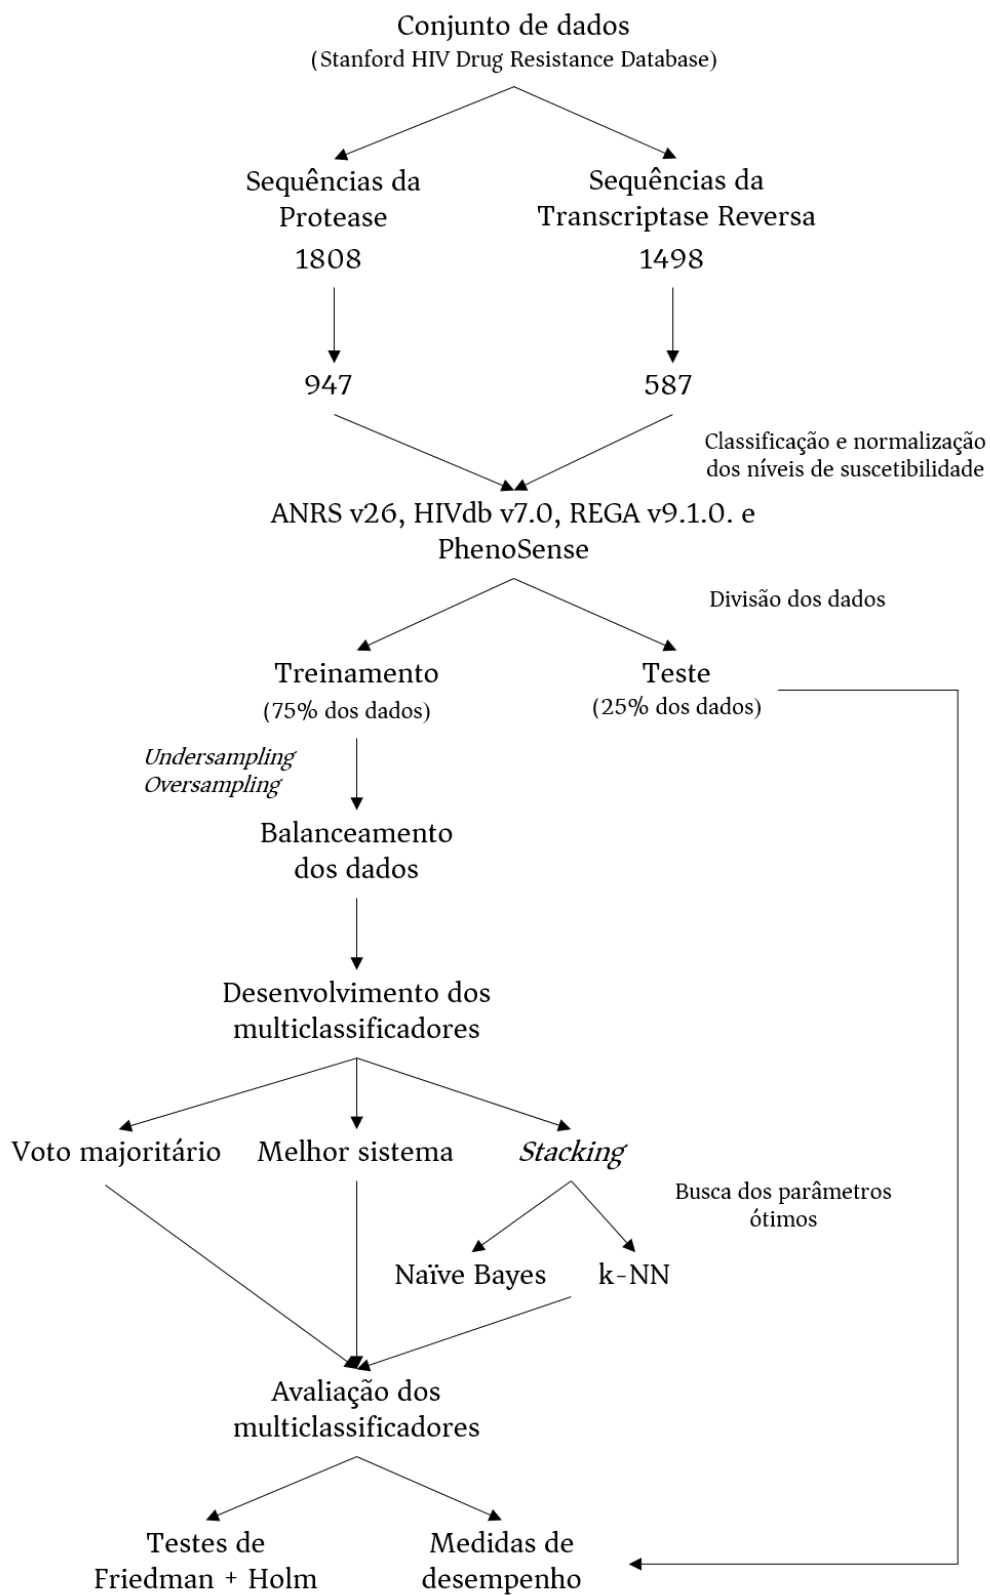 Conjunto de dados
(Stanford HIV Drug Resistance Database)
Sequências da
Protease
1808
Sequências da
Transcriptase Reversa
1498
947
587
Classificação e normalização
dos níveis de suscetibilidade
ANRS v26, HIVdb v7.0, REGA v9.1.0. e
PhenoSense
Divisão dos dados
Treinamento
(75% dos dados)
Teste
(25% dos dados)
Undersampling
Oversampling
Balanceamento
dos dados
Desenvolvimento dos
multiclassificadores
Voto majoritário
Melhor sistema
Stacking
Busca dos parâmetros
ótimos
Naïve Bayes
k-NN
Avaliação dos
multiclassificadores
Testes de
Friedman + Holm
Medidas de
desempenho